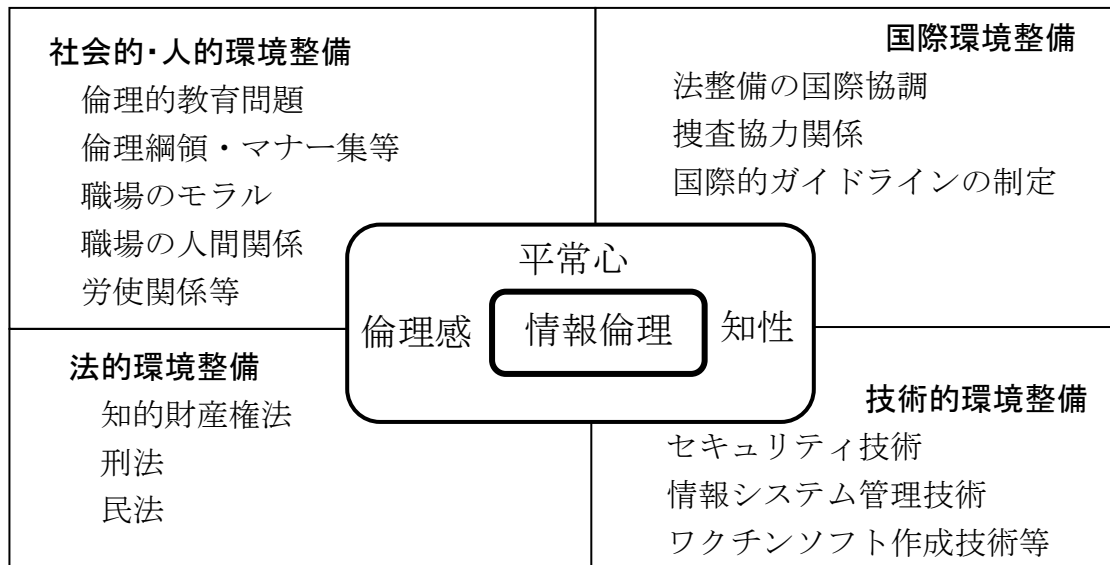 社会的・人的環境整備
倫理的教育問題
倫理綱領・マナー集等
職場のモラル
職場の人間関係
労使関係等
国際環境整備
法整備の国際協調
捜査協力関係
国際的ガイドラインの制定
平常心
倫理感
情報倫理
知性
法的環境整備
知的財産権法
刑法
民法
技術的環境整備
セキュリティ技術
情報システム管理技術
ワクチンソフト作成技術等